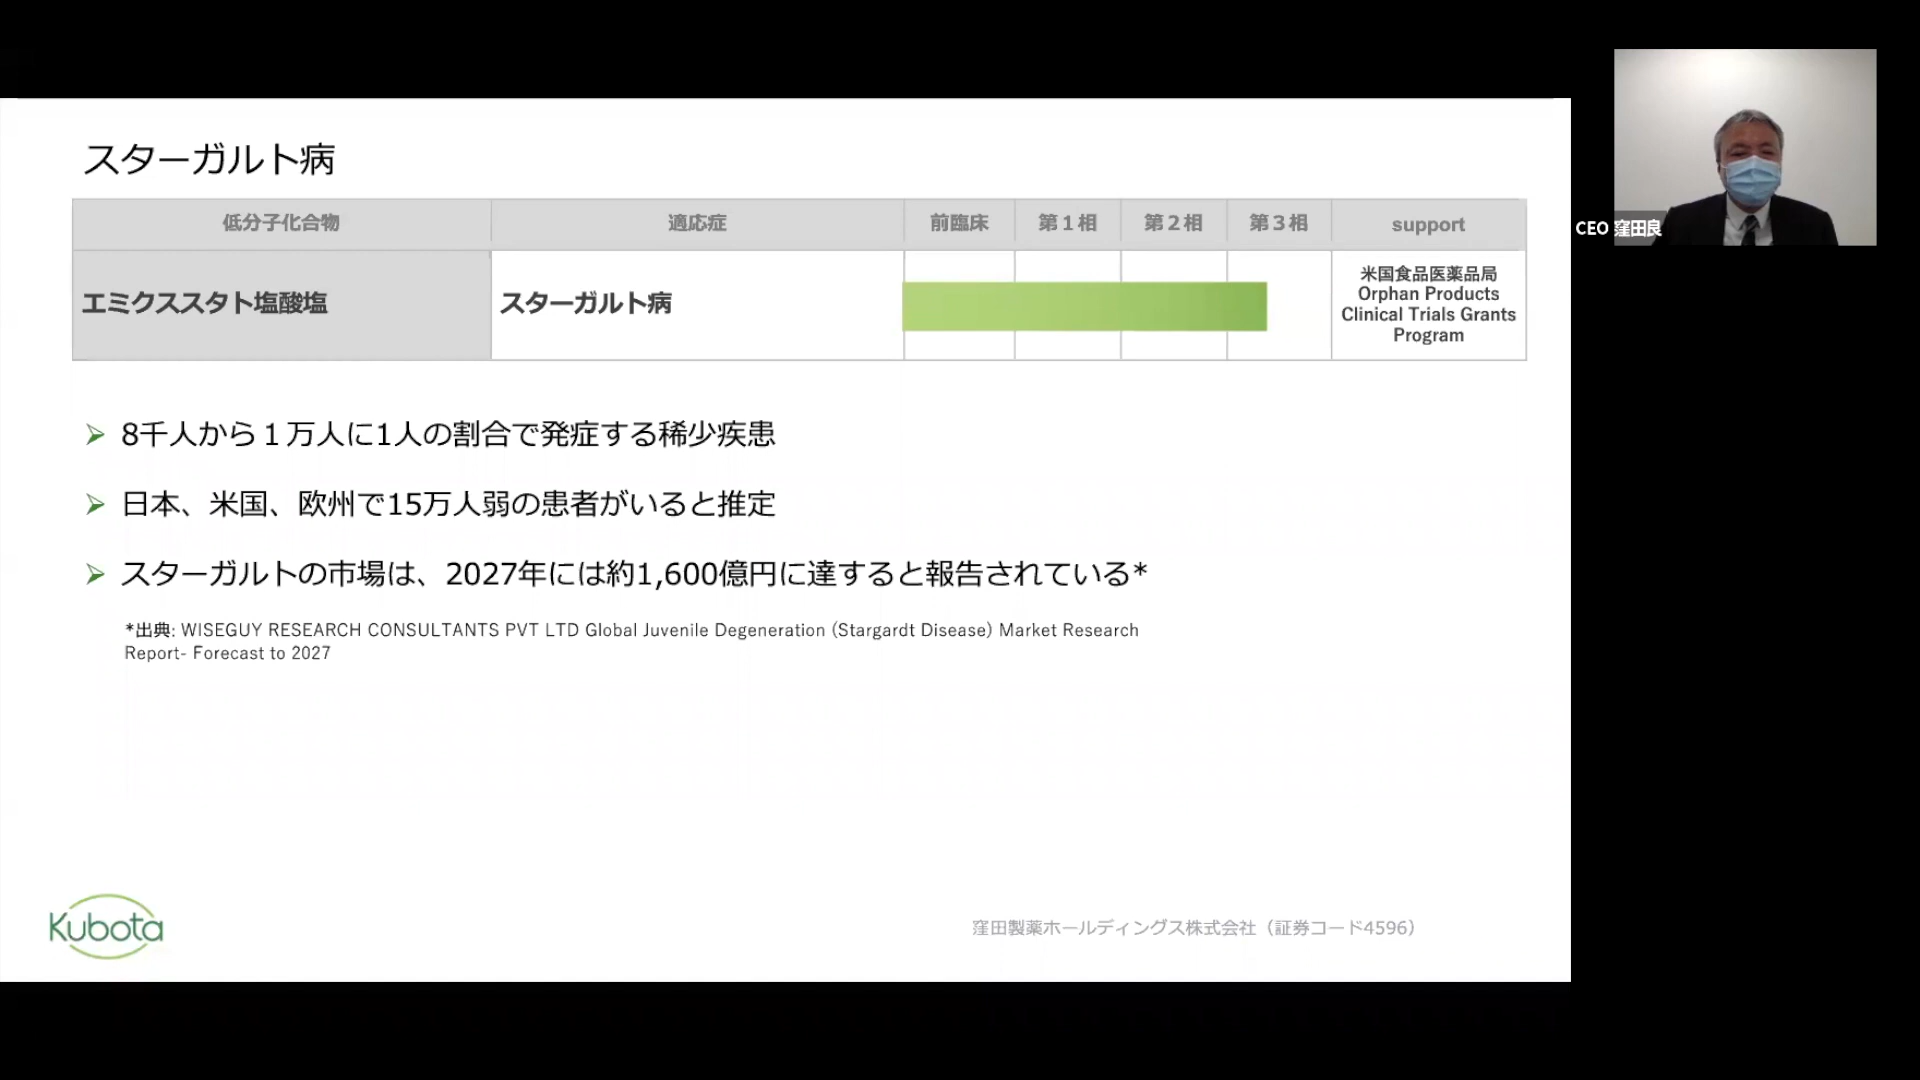 スターガルト病
低分子化合物 適応症 前臨床 第１相 第２相 第３相 support
エミクススタト塩酸塩 スターガルト病
米国食品医薬品局
Orphan Products
Clinical Trials Grants
Program
8千人から１万人に1人の割合で発症する稀少疾患
日本、米国、欧州で15万人弱の患者がいると推定
スターガルトの市場は、2027年には約1,600億円に達すると報告されている*
*出典: WISEGUY RESEARCH CONSULTANTS PVT LTD Global Juvenile Degeneration (Stargardt Disease) Market Research
Report- Forecast to 2027
Kubota
窪田製薬ホールディングス株式会社（証券コード4596）
CEO 窪田良